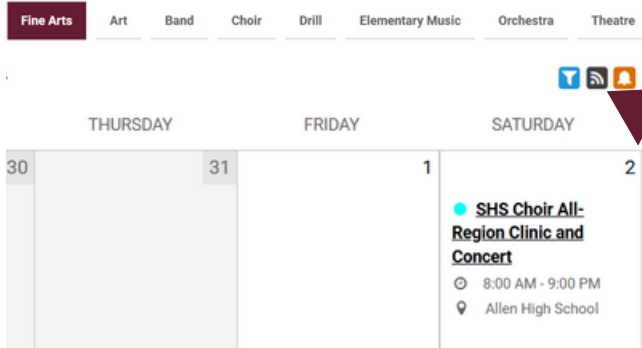 Fine Arts Art Band Choir Drill Elementary Music Orchestra Theatre
THURSDAY FRIDAY SATURDAY
30 31 1 2
SHS Choir All-
Region Clinic and
Concert
8:00 AM - 9:00 PM
Allen High School